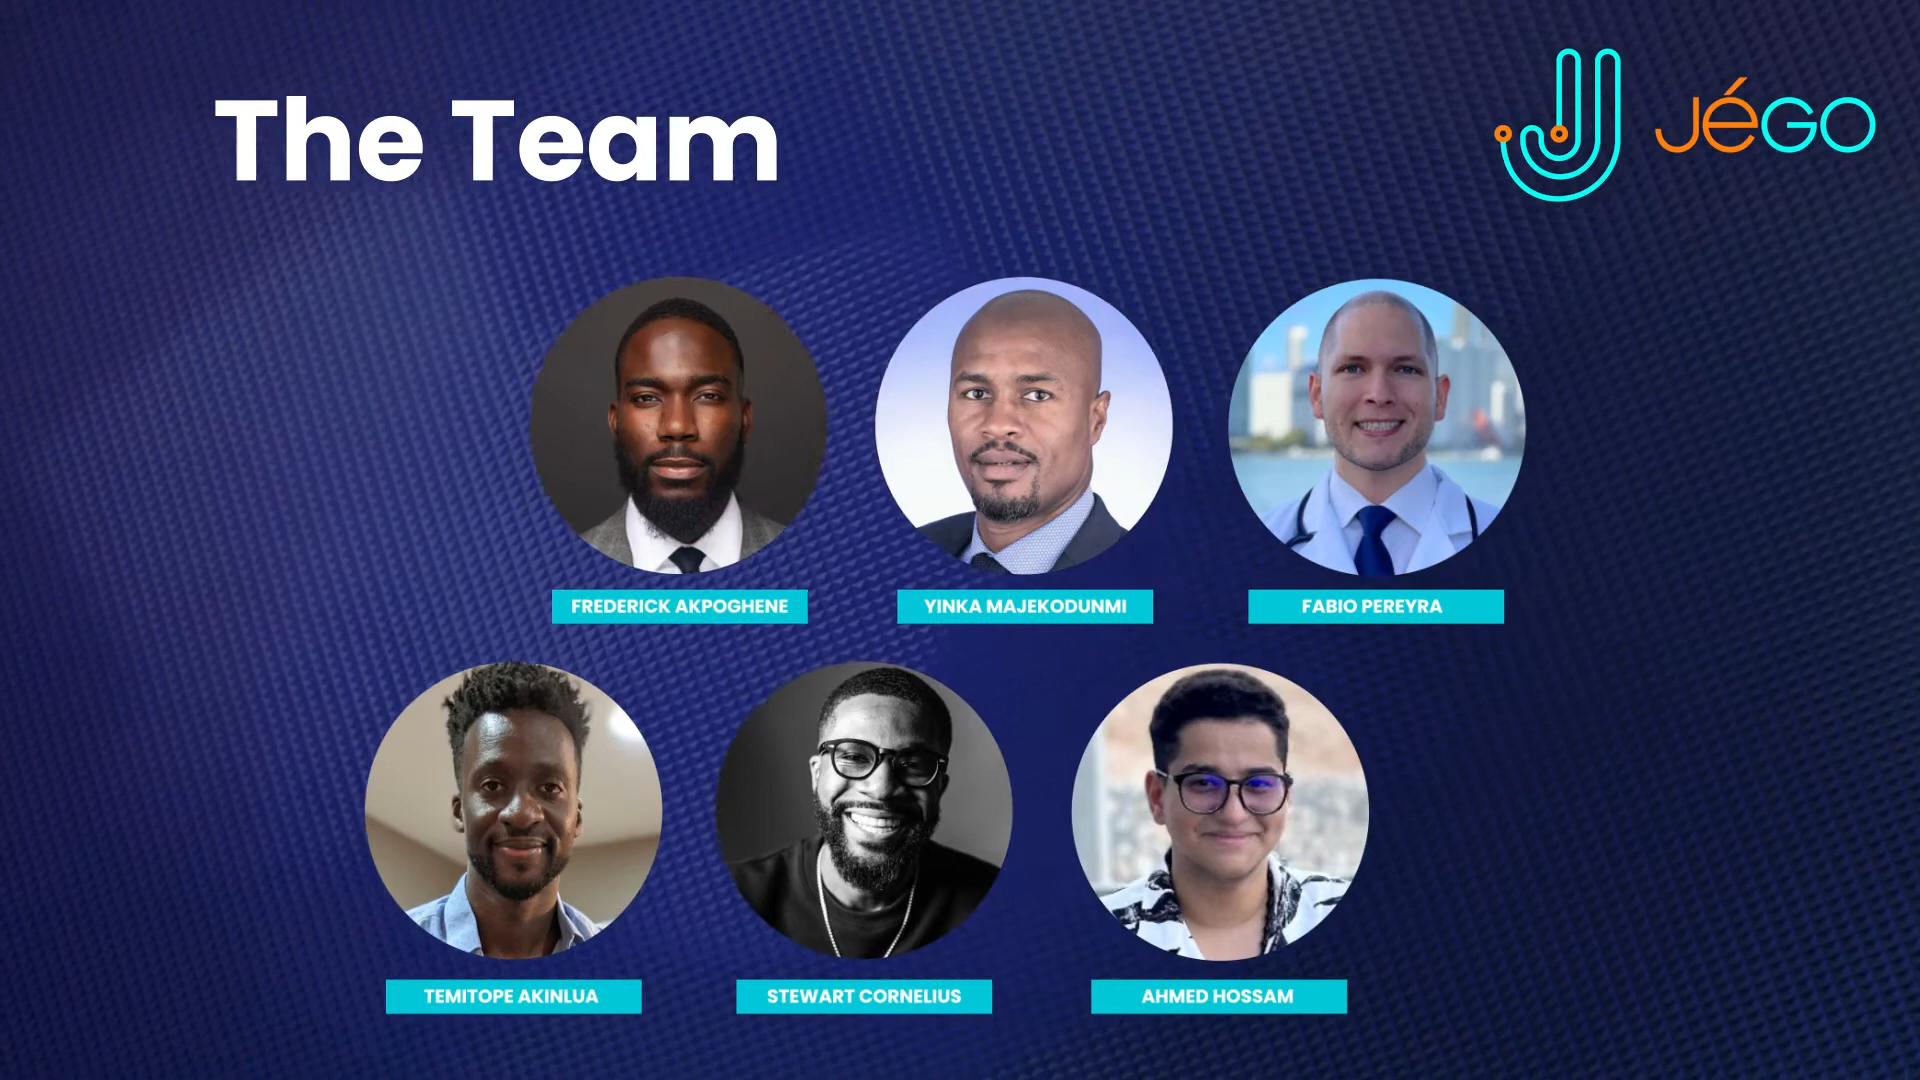 The Team
JéGO
FREDERICK AKPOGHENE
YINKA MAJEKODUNMI
FABIO PEREYRA
TEMITOPE AKINLUA
STEWART CORNELIUS
AHMED HOSSAM